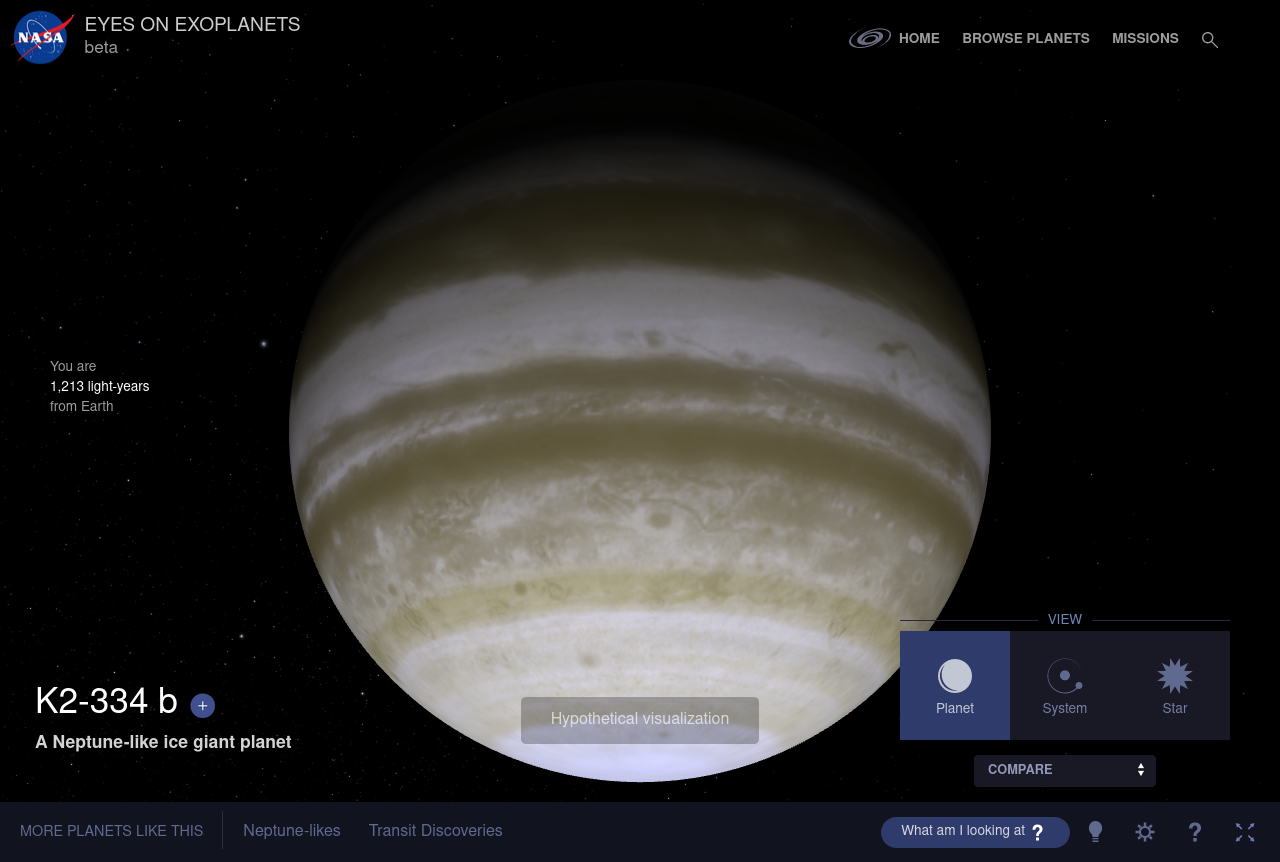 NASA
EYES ON EXOPLANETS
beta
HOME
BROWSE PLANETS
MISSIONS
You are
1,213 light-years
from Earth
VIEW
Planet
System
Star
K2-334 b +
A Neptune-like ice giant planet
Hypothetical visualization
COMPARE
MORE PLANETS LIKE THIS
Neptune-likes
Transit Discoveries
What am I looking at ?
?